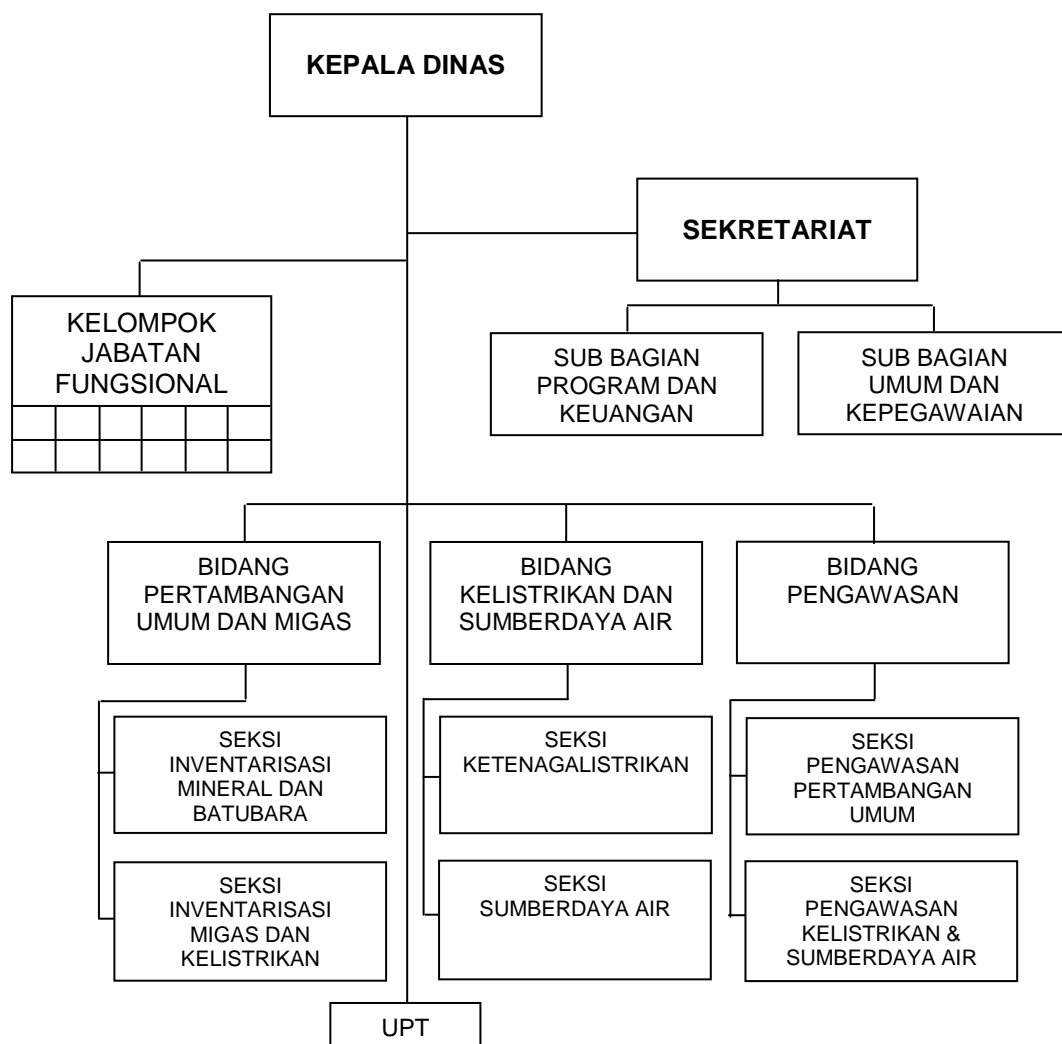 KEPALA DINAS
SEKRETARIAT
KELOMPOK
JABATAN
FUNGSIONAL
SUB BAGIAN
PROGRAM DAN
KEUANGAN
SUB BAGIAN
UMUM DAN
KEPEGAWAIAN
BIDANG
PERTAMBANGAN
UMUM DAN MIGAS
BIDANG
KELISTRIKAN DAN
SUMBERDAYA AIR
BIDANG
PENGAWASAN
SEKSI
INVENTARISASI
MINERAL DAN
BATUBARA
SEKSI
KETENAGALISTRIKAN
SEKSI
PENGAWASAN
PERTAMBANGAN
UMUM
SEKSI
INVENTARISASI
MIGAS DAN
KELISTRIKAN
SEKSI
SUMBERDAYA AIR
SEKSI
PENGAWASAN
KELISTRIKAN &
SUMBERDAYA AIR
UPT